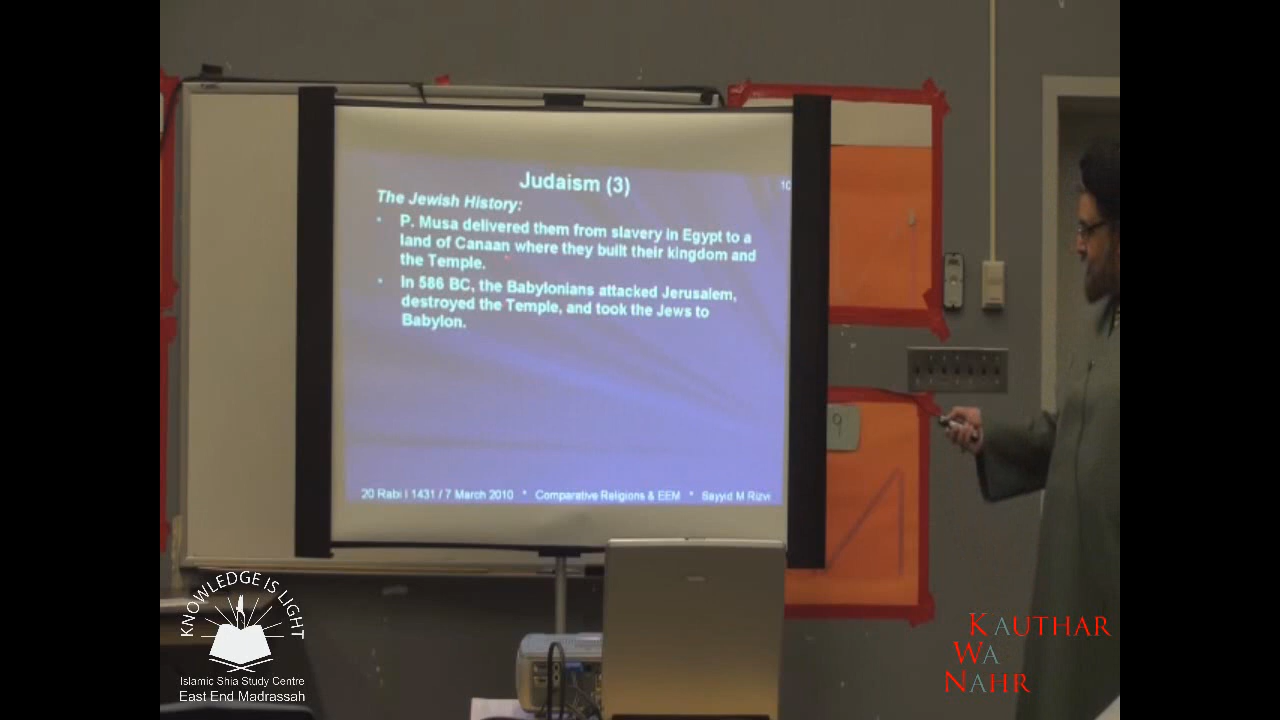 Judaism (3)
10
The Jewish History:
• P. Musa delivered them from slavery in Egypt to a
land of Canaan where they built their kingdom and
the Temple.
• In 586 BC, the Babylonians attacked Jerusalem,
destroyed the Temple, and took the Jews to
Babylon.
20 Rabi I 1431 / 7 March 2010 * Comparative Religions & EEM * Sayyid M Rizvi
KNOWLEDGE IS LIGHT
Islamic Shia Study Centre
East End Madrassah
KAUTHAR
WA
NAHR